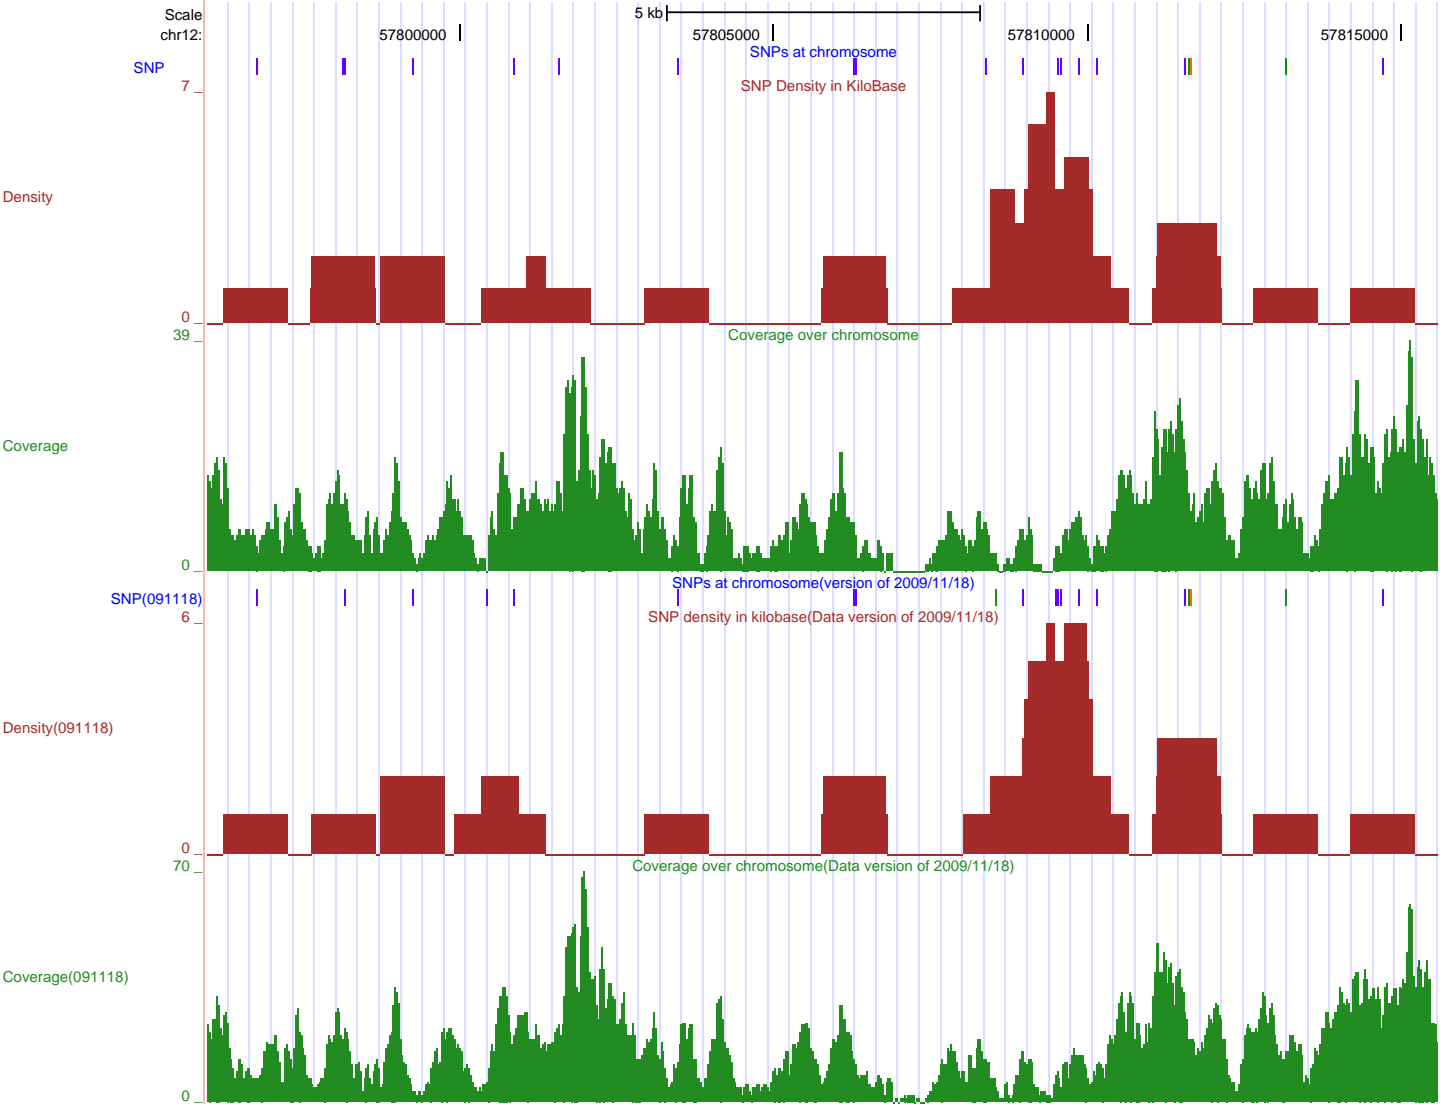 Scale 5 kb
chr12: 57800000 57805000 57810000 57815000
SNPs at chromosome
SNP
7 _ SNP Density in KiloBase
Density
0 _
39 _ Coverage over chromosome
Coverage
0 _
SNPs at chromosome(version of 2009/11/18)
SNP(091118)
6 _ SNP density in kilobase(Data version of 2009/11/18)
Density(091118)
0 _
70 _ Coverage over chromosome(Data version of 2009/11/18)
Coverage(091118)
0 _